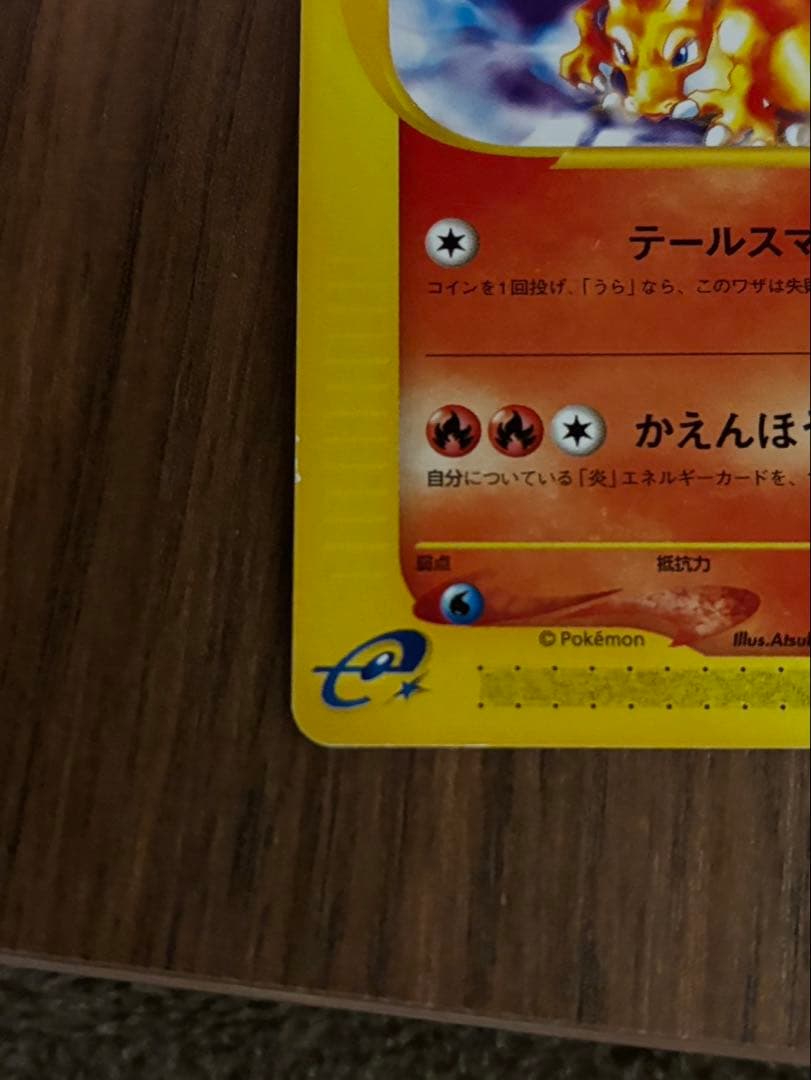 テールスマ
コインを1回投げ、「うら」なら、このワザは失敗
かえんほう
自分についている「炎」エネルギーカードを、
弱点 抵抗力
© Pokémon Illus.Atsu
e